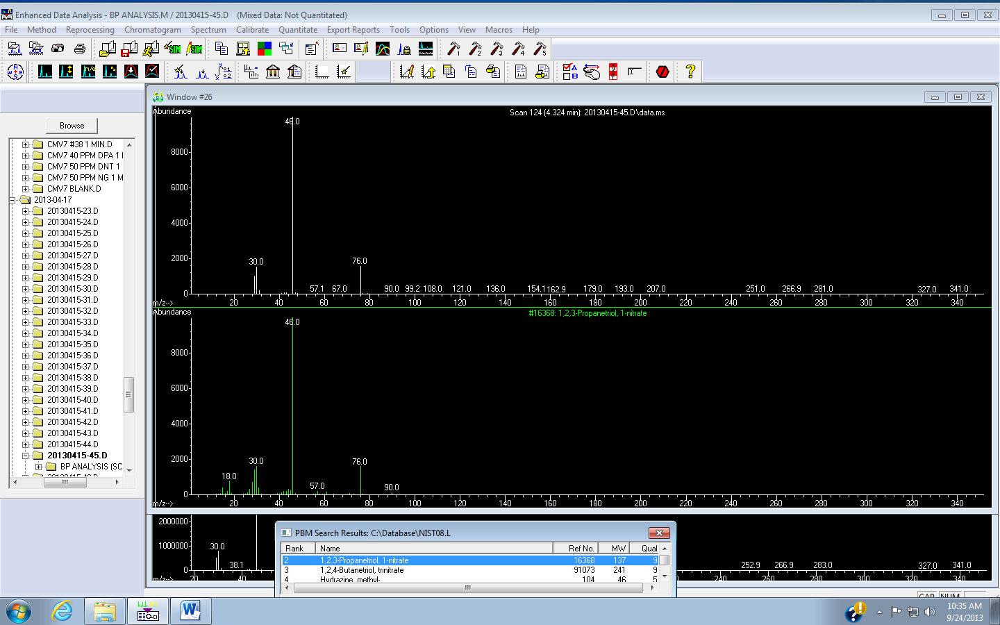 Enhanced Data Analysis - BP ANALYSIS.M / 20130415-45.D (Mixed Data: Not Quantitated)
File Method Reprocessing Chromatogram Spectrum Calibrate Quantitate Export Reports Tools Options View Macros Help
Window #26
Browse
CMV7 #38 1 MIN.D
CMV7 40 PPM DPA 1
CMV7 50 PPM DNT 1
CMV7 50 PPM NG 1 M
CMV7 BLANK.D
2013-04-17
20130415-23.D
20130415-24.D
20130415-25.D
20130415-26.D
20130415-27.D
20130415-28.D
20130415-29.D
20130415-30.D
20130415-31.D
20130415-32.D
20130415-33.D
20130415-34.D
20130415-35.D
20130415-36.D
20130415-37.D
20130415-38.D
20130415-39.D
20130415-40.D
20130415-41.D
20130415-42.D
20130415-43.D
20130415-44.D
20130415-45.D
BP ANALYSIS (SC
Abundance
Scan 124 (4.324 min): 20130415-45.D\data.ms
46.0
8000
6000
4000
2000
0
30.0 76.0
57.1 67.0 90.0 99.2 108.0 121.0 136.0 154.1 162.9 179.0 193.0 207.0 251.0 266.9 281.0 327.0 341.0
m/z--> 20 40 60 80 100 120 140 160 180 200 220 240 260 280 300 320 340
Abundance
#16368: 1,2,3-Propanetriol, 1-nitrate
46.0
8000
6000
4000
2000
0
18.0 30.0 57.0 76.0 90.0
m/z--> 20 40 60 80 100 120 140 160 180 200 220 240 260 280 300 320 340
2000000
1000000
0
30.0
38.1
252.9 266.9 283.0 327.0 342.0
m/z--> 20 40 240 260 280 300 320 340
PBM Search Results: C:\Database\NIST08.L
Rank Name Ref No. MW Qual
2 1,2,3-Propanetriol, 1-nitrate 16368 137 9
3 1,2,4-Butanetriol, trinitrate 91073 241 9
4 Hydrazine, methyl- 104 46 5
CAP NUM
10:35 AM
9/24/2013